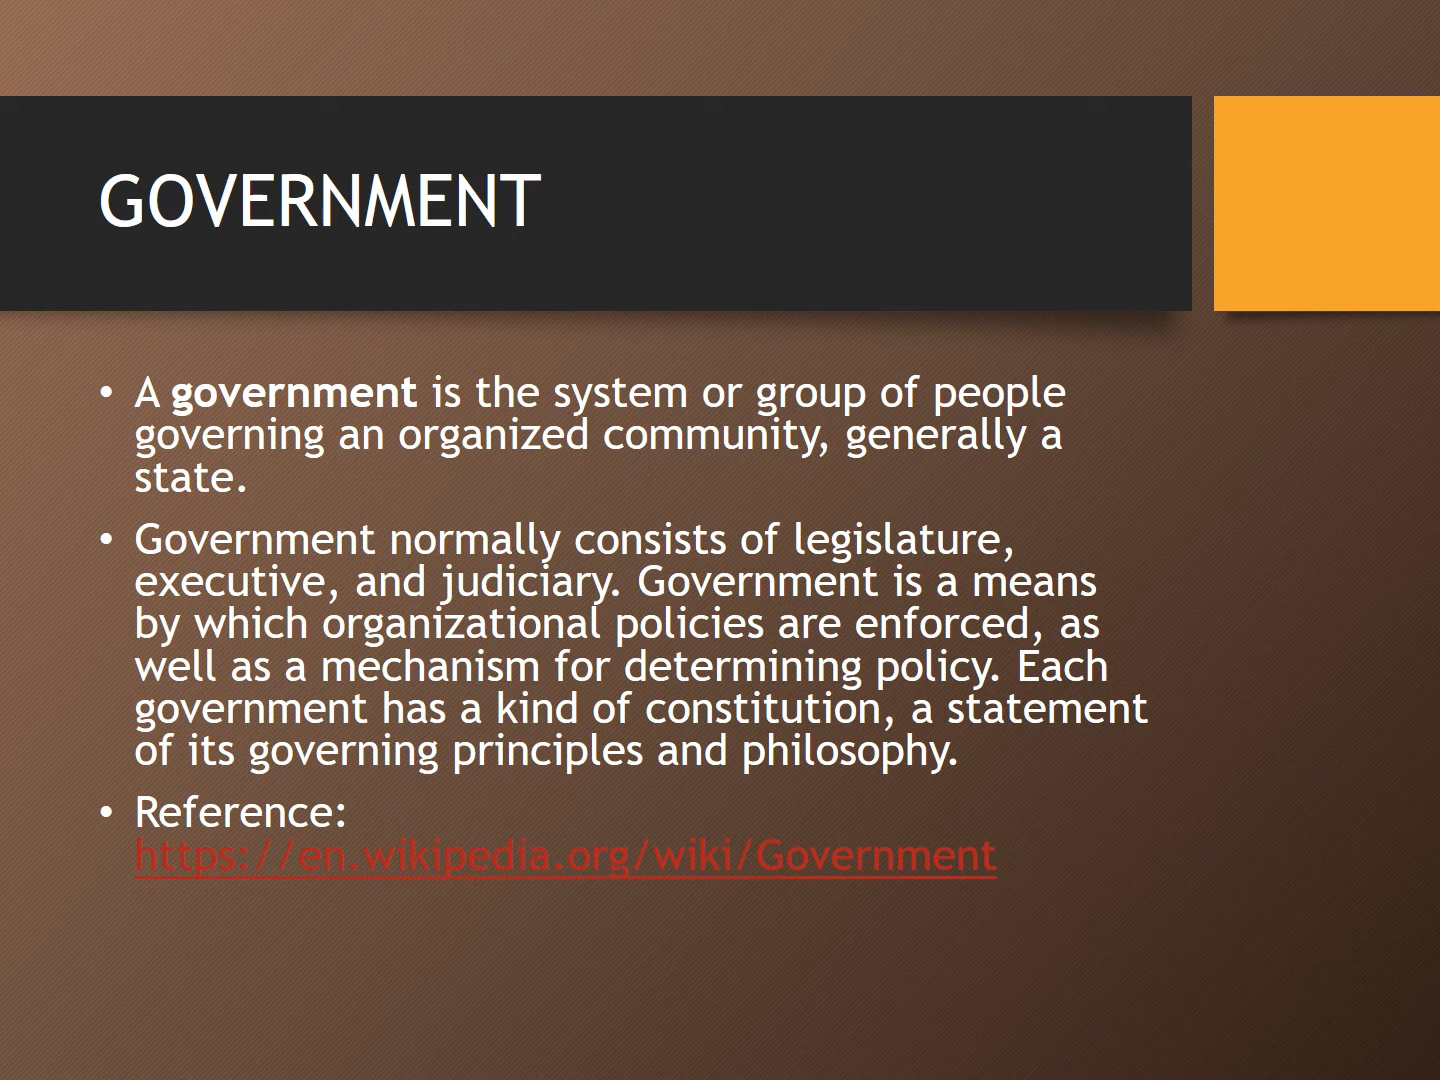 GOVERNMENT
• A government is the system or group of people
governing an organized community, generally a
state.
• Government normally consists of legislature,
executive, and judiciary. Government is a means
by which organizational policies are enforced, as
well as a mechanism for determining policy. Each
government has a kind of constitution, a statement
of its governing principles and philosophy.
• Reference:
https://en.wikipedia.org/wiki/Government